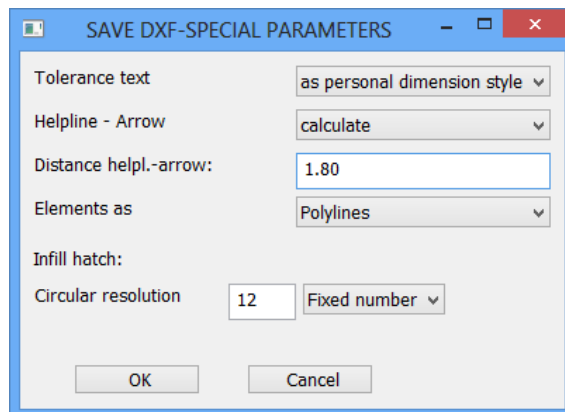 SAVE DXF-SPECIAL PARAMETERS
Tolerance text as personal dimension style
Helpline - Arrow calculate
Distance helpl.-arrow: 1.80
Elements as Polylines
Infill hatch:
Circular resolution 12 Fixed number
OK Cancel